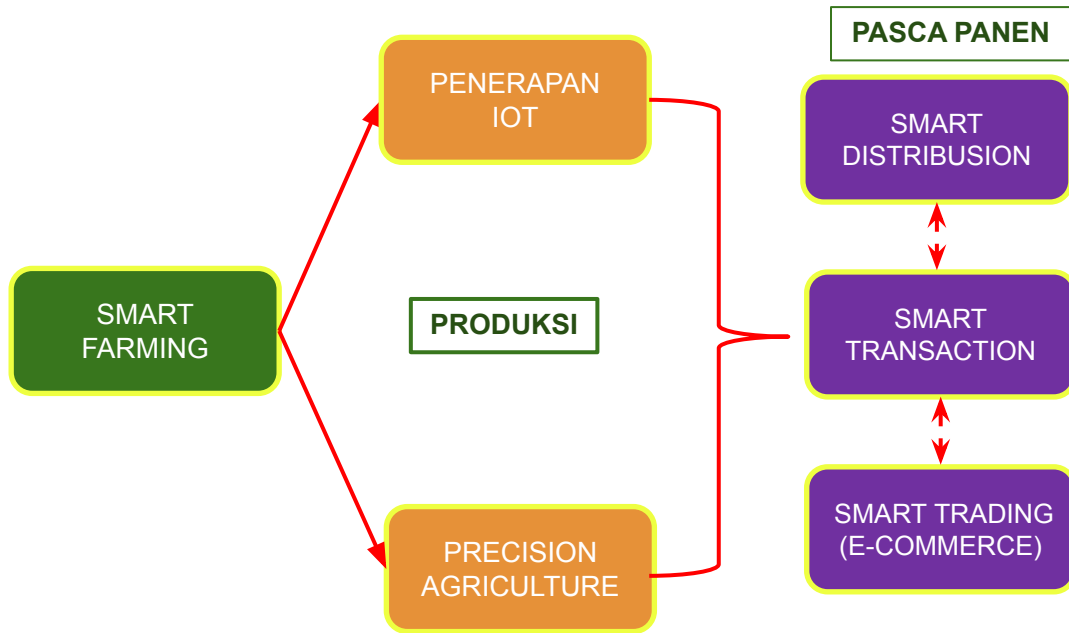 SMART
FARMING
PENERAPAN
IOT
PRODUKSI
PRECISION
AGRICULTURE
PASCA PANEN
SMART
DISTRIBUSION
SMART
TRANSACTION
SMART TRADING
(E-COMMERCE)